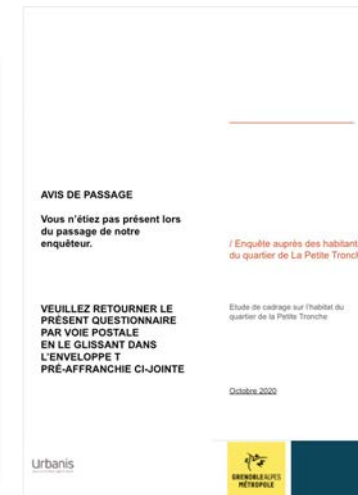 AVIS DE PASSAGE
Vous n'étiez pas présent lors
du passage de notre
enquêteur.
VEUILLEZ RETOURNER LE
PRÉSENT QUESTIONNAIRE
PAR VOIE POSTALE
EN LE GLISSANT DANS
L'ENVELOPPE T
PRÉ-AFFRANCHIE CI-JOINTE
Urbanis
/ Enquête auprès des habitant
du quartier de La Petite Tronch
Etude de cadrage sur l'habitat du
quartier de la Petite Tronche
Octobre 2020
GRENOBLEALPES
MÉTROPOLE